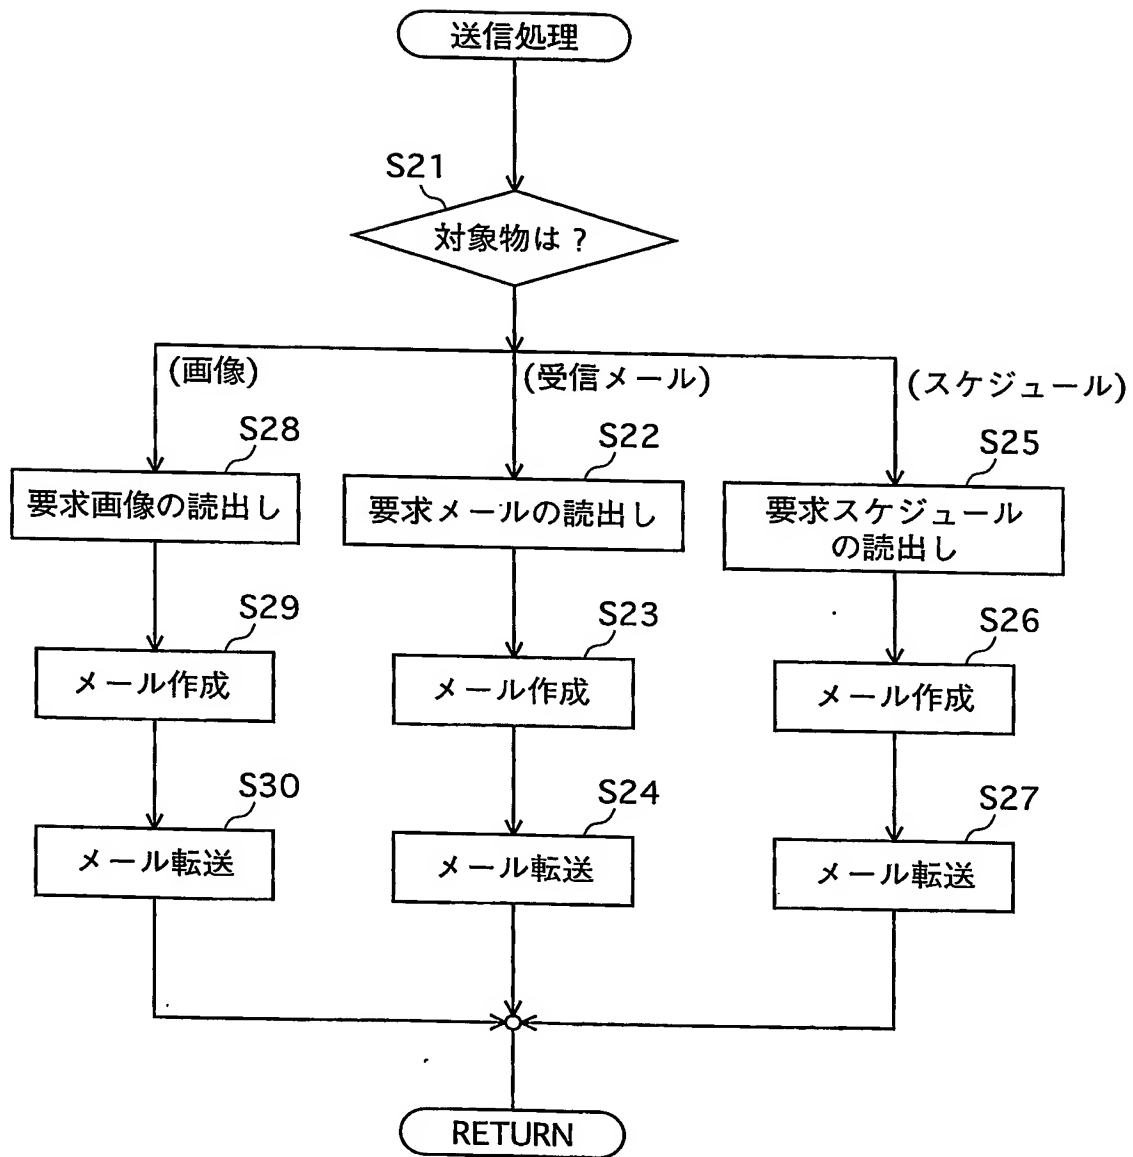 送信処理
S21
対象物は？
(画像)
(受信メール)
(スケジュール)
S28
要求画像の読出し
S22
要求メールの読出し
S25
要求スケジュール
の読出し
S29
メール作成
S23
メール作成
S26
メール作成
S30
メール転送
S24
メール転送
S27
メール転送
RETURN